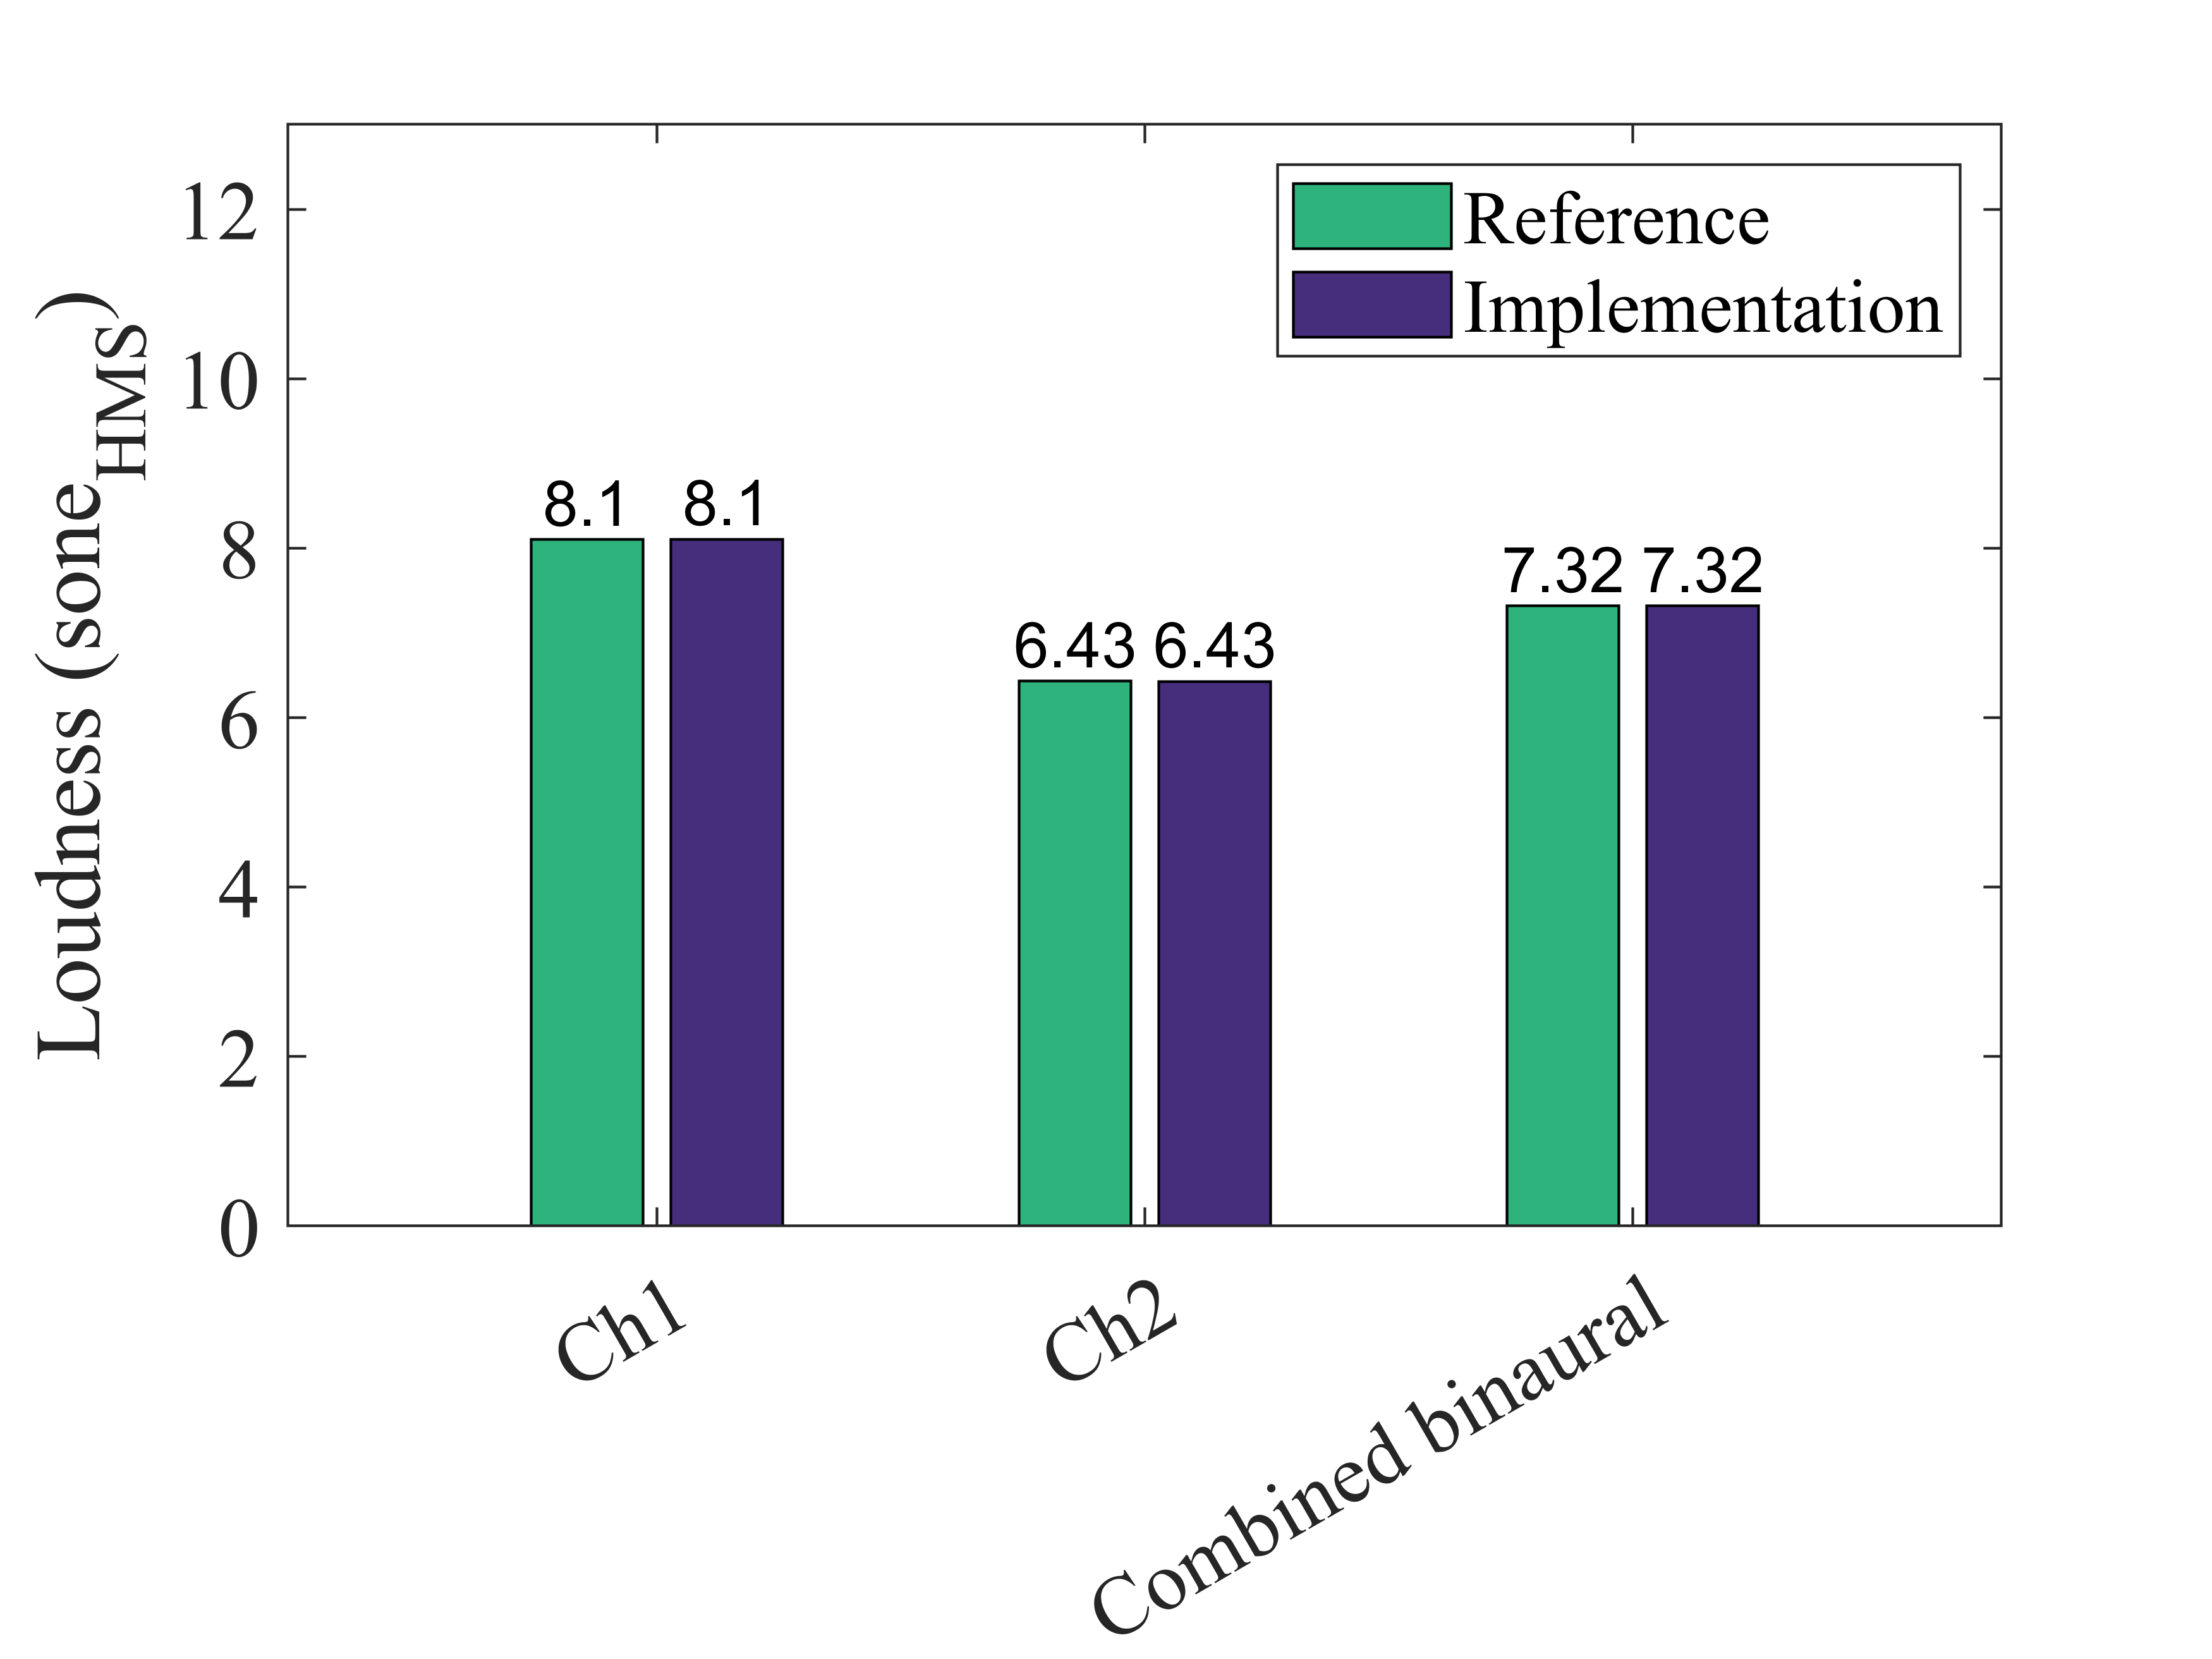 Loudness (sone_HMS)
12
10
8
6
4
2
0
Reference
Implementation
8.1 8.1
6.43 6.43
7.32 7.32
Ch1
Ch2
Combined binaural